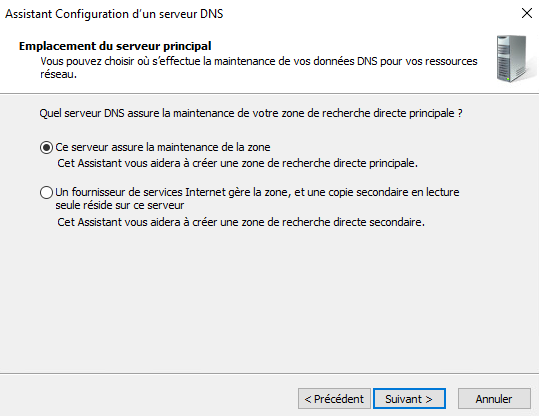 Assistant Configuration d'un serveur DNS
Emplacement du serveur principal
Vous pouvez choisir où s'effectue la maintenance de vos données DNS pour vos ressources
réseau.
Quel serveur DNS assure la maintenance de votre zone de recherche directe principale ?
Ce serveur assure la maintenance de la zone
Cet Assistant vous aidera à créer une zone de recherche directe principale.
Un fournisseur de services Internet gère la zone, et une copie secondaire en lecture
seule réside sur ce serveur
Cet Assistant vous aidera à créer une zone de recherche directe secondaire.
< Précédent Suivant > Annuler